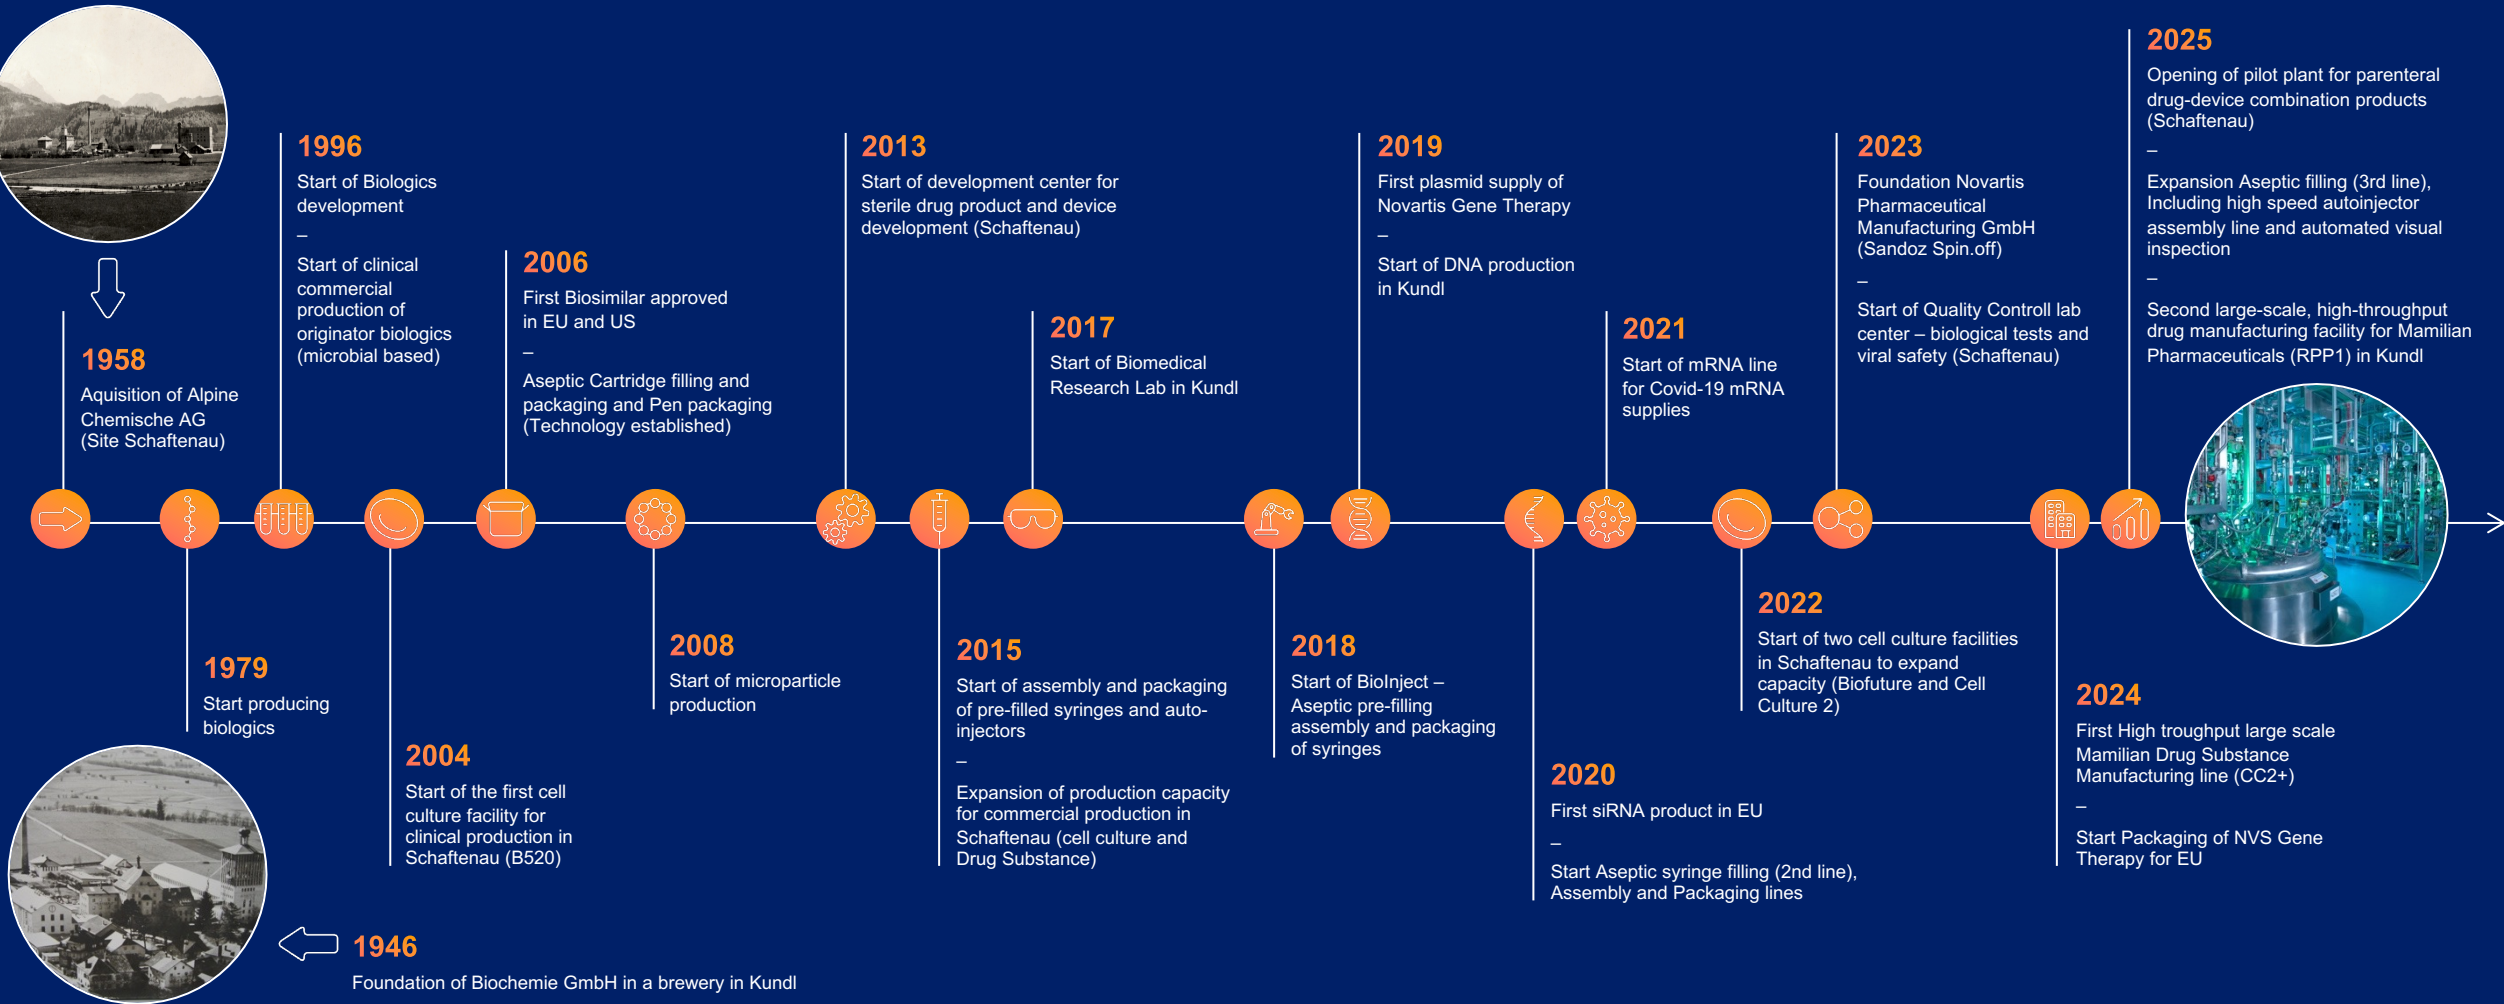 1946
Foundation of Biochemie GmbH in a brewery in Kundl
1958
Aquisition of Alpine
Chemische AG
(Site Schaftenau)
1979
Start producing
biologics
1996
Start of Biologics
development
–
Start of clinical
commercial
production of
originator biologics
(microbial based)
2004
Start of the first cell
culture facility for
clinical production in
Schaftenau (B520)
2006
First Biosimilar approved
in EU and US
–
Aseptic Cartridge filling and
packaging and Pen packaging
(Technology established)
2008
Start of microparticle
production
2013
Start of development center for
sterile drug product and device
development (Schaftenau)
2015
Start of assembly and packaging
of pre-filled syringes and auto-
injectors
–
Expansion of production capacity
for commercial production in
Schaftenau (cell culture and
Drug Substance)
2017
Start of Biomedical
Research Lab in Kundl
2018
Start of BioInject –
Aseptic pre-filling
assembly and packaging
of syringes
2019
First plasmid supply of
Novartis Gene Therapy
–
Start of DNA production
in Kundl
2020
First siRNA product in EU
–
Start Aseptic syringe filling (2nd line),
Assembly and Packaging lines
2021
Start of mRNA line
for Covid-19 mRNA
supplies
2022
Start of two cell culture facilities
in Schaftenau to expand
capacity (Biofuture and Cell
Culture 2)
2023
Foundation Novartis
Pharmaceutical
Manufacturing GmbH
(Sandoz Spin.off)
–
Start of Quality Controll lab
center – biological tests and
viral safety (Schaftenau)
2024
First High troughput large scale
Mamilian Drug Substance
Manufacturing line (CC2+)
–
Start Packaging of NVS Gene
Therapy for EU
2025
Opening of pilot plant for parenteral
drug-device combination products
(Schaftenau)
–
Expansion Aseptic filling (3rd line),
Including high speed autoinjector
assembly line and automated visual
inspection
–
Second large-scale, high-throughput
drug manufacturing facility for Mamilian
Pharmaceuticals (RPP1) in Kundl